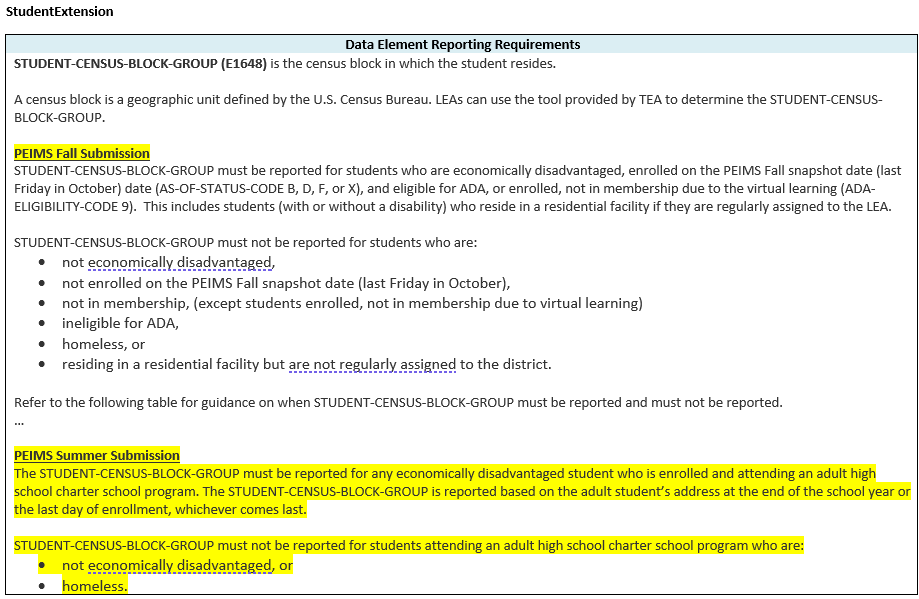 StudentExtension
Data Element Reporting Requirements
STUDENT-CENSUS-BLOCK-GROUP (E1648) is the census block in which the student resides.
A census block is a geographic unit defined by the U.S. Census Bureau. LEAs can use the tool provided by TEA to determine the STUDENT-CENSUS-
BLOCK-GROUP.
PEIMS Fall Submission
STUDENT-CENSUS-BLOCK-GROUP must be reported for students who are economically disadvantaged, enrolled on the PEIMS Fall snapshot date (last
Friday in October) date (AS-OF-STATUS-CODE B, D, F, or X), and eligible for ADA, or enrolled, not in membership due to the virtual learning (ADA-
ELIGIBILITY-CODE 9).  This includes students (with or without a disability) who reside in a residential facility if they are regularly assigned to the LEA.
STUDENT-CENSUS-BLOCK-GROUP must not be reported for students who are:
• not economically disadvantaged,
• not enrolled on the PEIMS Fall snapshot date (last Friday in October),
• not in membership, (except students enrolled, not in membership due to virtual learning)
• ineligible for ADA,
• homeless, or
• residing in a residential facility but are not regularly assigned to the district.
Refer to the following table for guidance on when STUDENT-CENSUS-BLOCK-GROUP must be reported and must not be reported.
…
PEIMS Summer Submission
The STUDENT-CENSUS-BLOCK-GROUP must be reported for any economically disadvantaged student who is enrolled and attending an adult high
school charter school program. The STUDENT-CENSUS-BLOCK-GROUP is reported based on the adult student's address at the end of the school year or
the last day of enrollment, whichever comes last.
STUDENT-CENSUS-BLOCK-GROUP must not be reported for students attending an adult high school charter school program who are:
• not economically disadvantaged, or
• homeless.